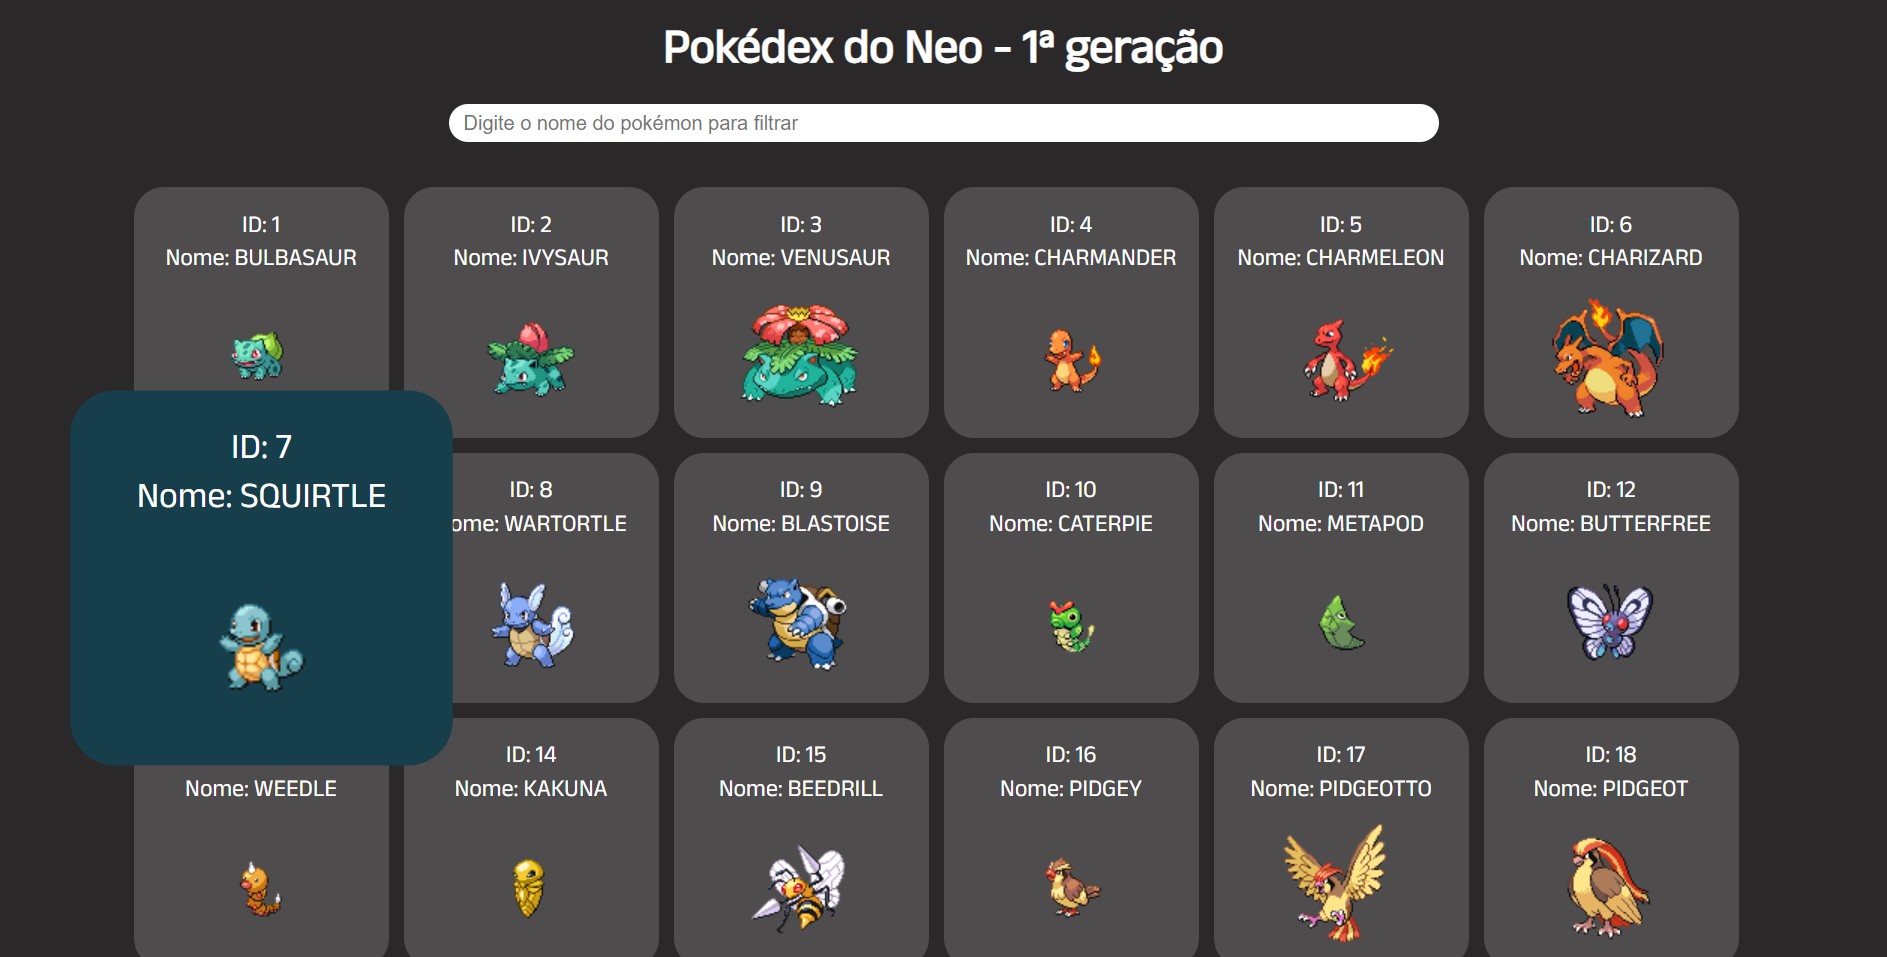 Pokédex do Neo - 1ª geração
Digite o nome do pokémon para filtrar
ID: 1
Nome: BULBASAUR
ID: 2
Nome: IVYSAUR
ID: 3
Nome: VENUSAUR
ID: 4
Nome: CHARMANDER
ID: 5
Nome: CHARMELEON
ID: 6
Nome: CHARIZARD
ID: 7
Nome: SQUIRTLE
ID: 8
ome: WARTORTLE
ID: 9
Nome: BLASTOISE
ID: 10
Nome: CATERPIE
ID: 11
Nome: METAPOD
ID: 12
Nome: BUTTERFREE
Nome: WEEDLE
ID: 14
Nome: KAKUNA
ID: 15
Nome: BEEDRILL
ID: 16
Nome: PIDGEY
ID: 17
Nome: PIDGEOTTO
ID: 18
Nome: PIDGEOT